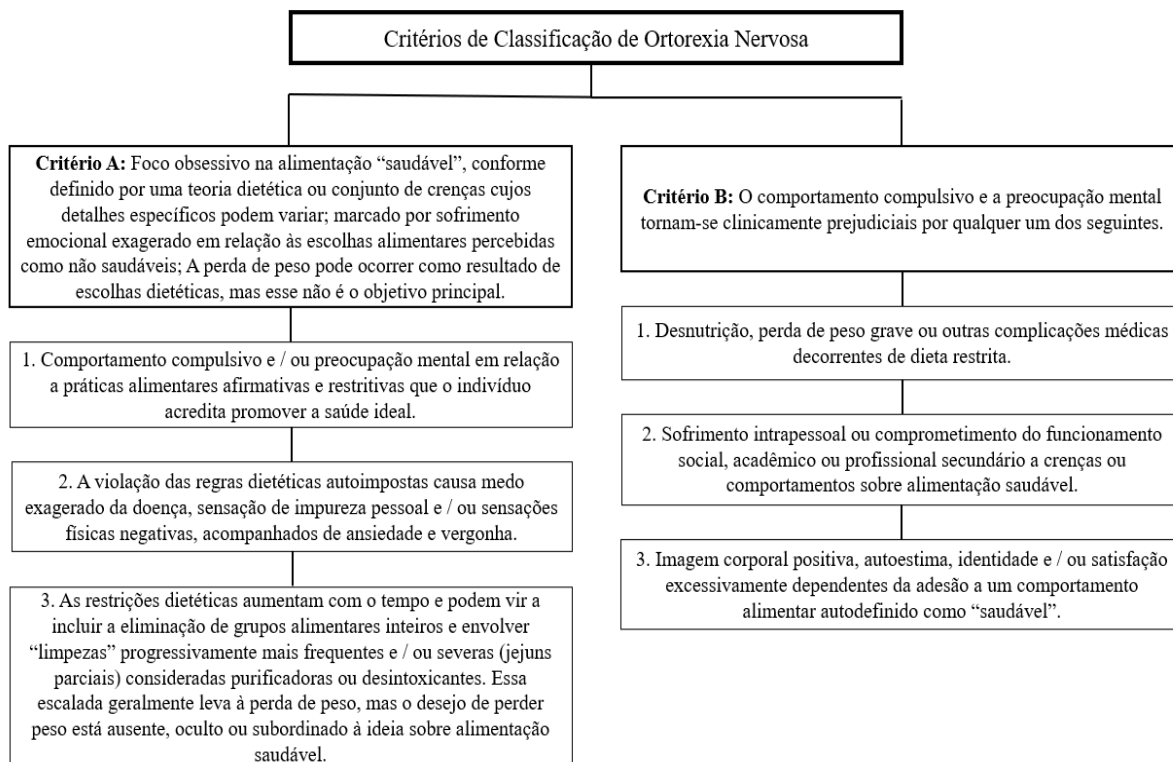 Critérios de Classificação de Ortorexia Nervosa
Critério A: Foco obsessivo na alimentação “saudável”, conforme
definido por uma teoria dietética ou conjunto de crenças cujos
detalhes específicos podem variar; marcado por sofrimento
emocional exagerado em relação às escolhas alimentares percebidas
como não saudáveis; A perda de peso pode ocorrer como resultado de
escolhas dietéticas, mas esse não é o objetivo principal.
1. Comportamento compulsivo e / ou preocupação mental em relação
a práticas alimentares afirmativas e restritivas que o indivíduo
acredita promover a saúde ideal.
2. A violação das regras dietéticas autoimpostas causa medo
exagerado da doença, sensação de impureza pessoal e / ou sensações
físicas negativas, acompanhados de ansiedade e vergonha.
3. As restrições dietéticas aumentam com o tempo e podem vir a
incluir a eliminação de grupos alimentares inteiros e envolver
“limpezas” progressivamente mais frequentes e / ou severas (jejuns
parciais) consideradas purificadoras ou desintoxicantes. Essa
escalada geralmente leva à perda de peso, mas o desejo de perder
peso está ausente, oculto ou subordinado à ideia sobre alimentação
saudável.
Critério B: O comportamento compulsivo e a preocupação mental
tornam-se clinicamente prejudiciais por qualquer um dos seguintes.
1. Desnutrição, perda de peso grave ou outras complicações médicas
decorrentes de dieta restrita.
2. Sofrimento intrapessoal ou comprometimento do funcionamento
social, acadêmico ou profissional secundário a crenças ou
comportamentos sobre alimentação saudável.
3. Imagem corporal positiva, autoestima, identidade e / ou satisfação
excessivamente dependentes da adesão a um comportamento
alimentar autodefinido como “saudável”.